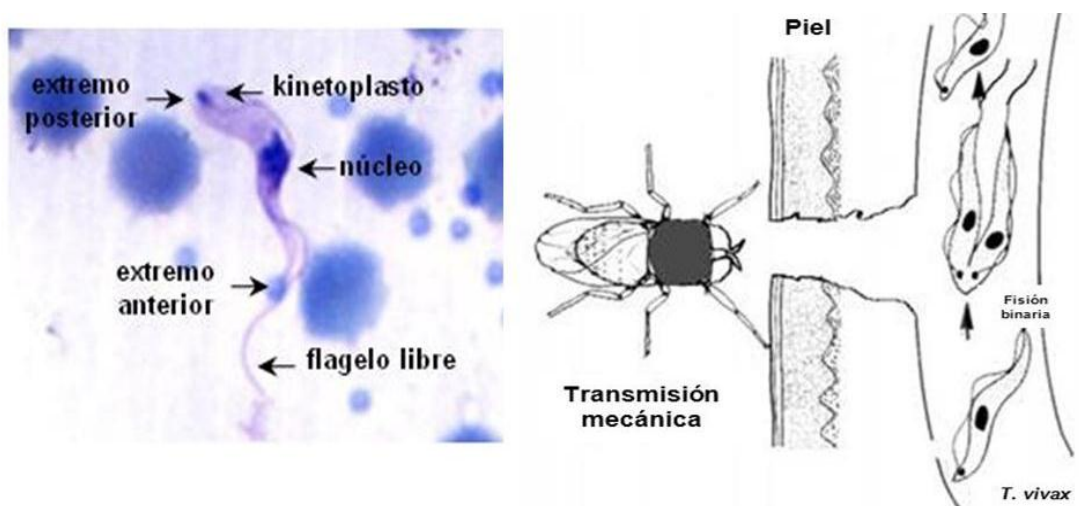 extremo
posterior
kinetoplasto
núcleo
extremo
anterior
flagelo libre
Piel
Transmisión
mecánica
Fisión
binaria
T. vivax